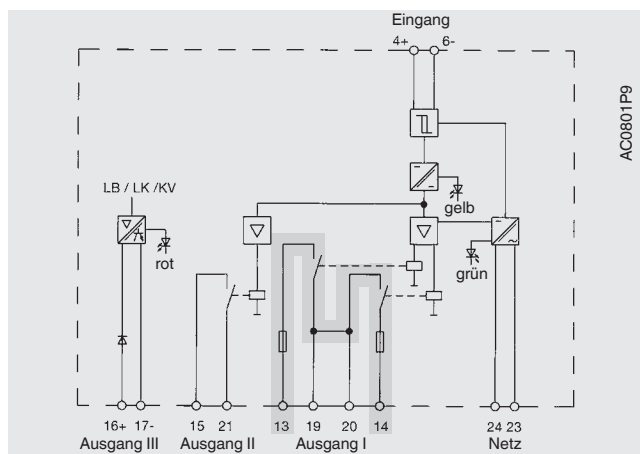 Eingang
4+ 6-
AC0801P9
LB / LK /KV
gelb
rot
grün
16+ 17- 15 21 13 19 20 14 24 23
Ausgang III Ausgang II Ausgang I Netz